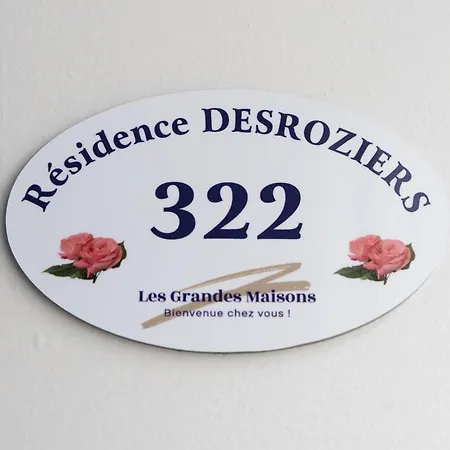 Résidence DESROZIERS
322
Les Grandes Maisons
Bienvenue chez vous !